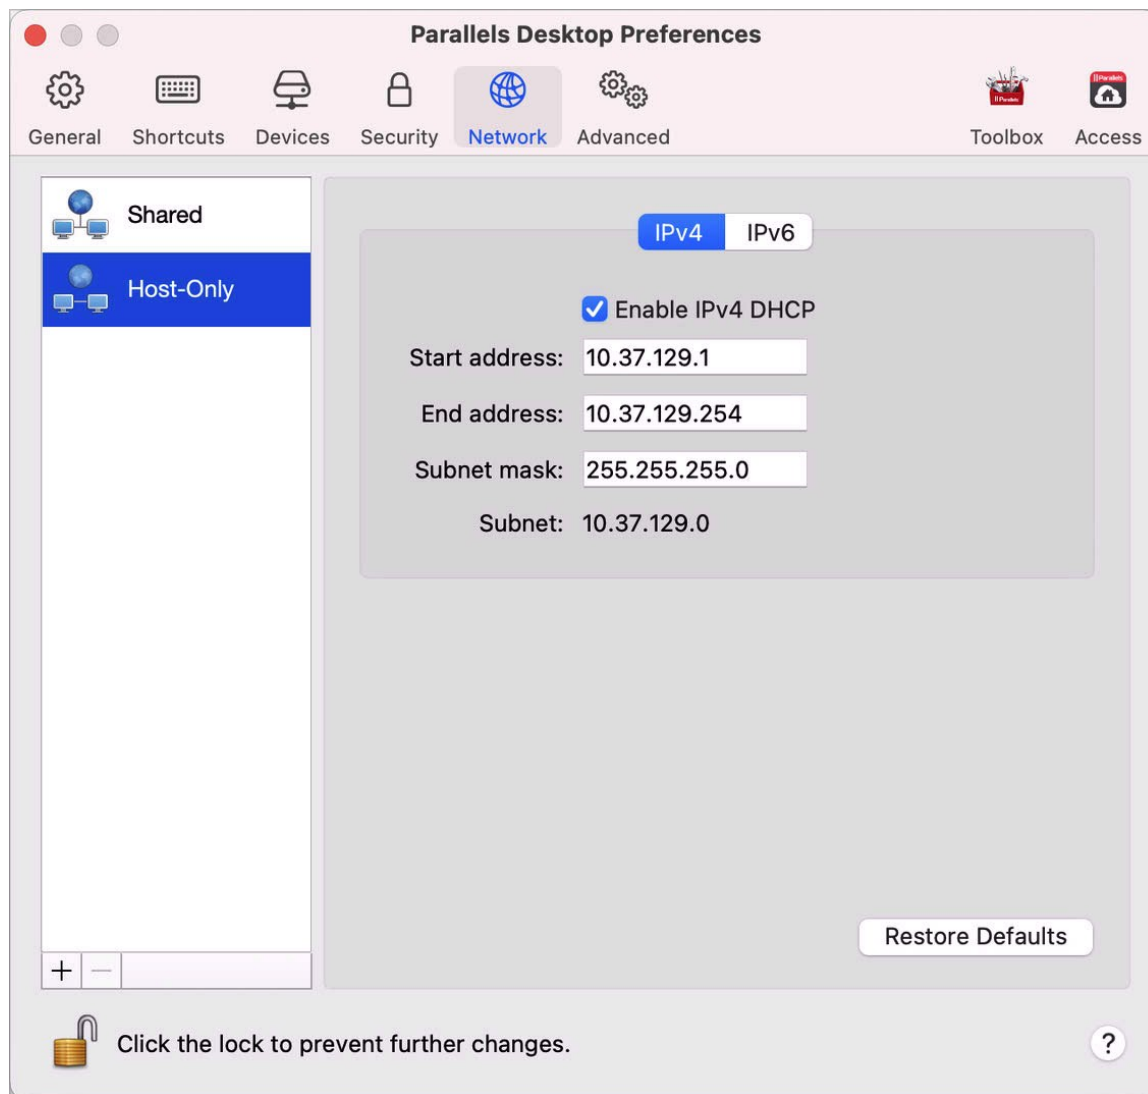 Parallels Desktop Preferences
General Shortcuts Devices Security Network Advanced Toolbox Access
Shared
Host-Only
IPv4 IPv6
Enable IPv4 DHCP
Start address: 10.37.129.1
End address: 10.37.129.254
Subnet mask: 255.255.255.0
Subnet: 10.37.129.0
Restore Defaults
+ −
Click the lock to prevent further changes. ?